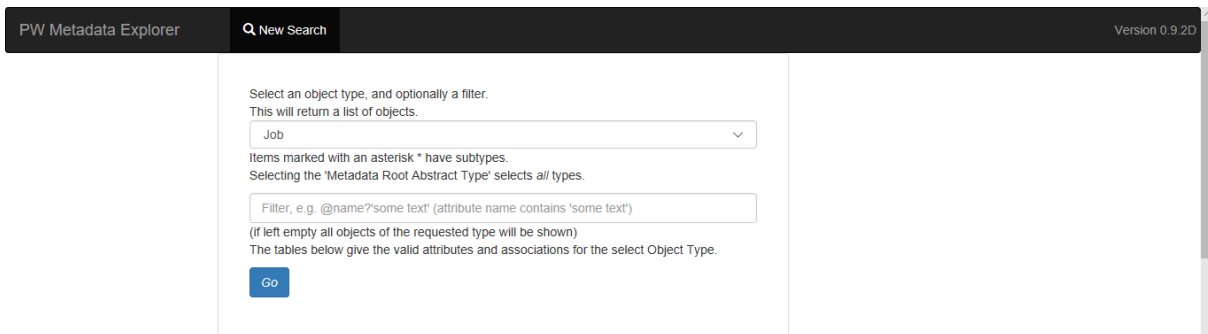 PW Metadata Explorer New Search Version 0.9.2D
Select an object type, and optionally a filter.
This will return a list of objects.
Job
Items marked with an asterisk * have subtypes.
Selecting the 'Metadata Root Abstract Type' selects all types.
Filter, e.g. @name?'some text' (attribute name contains 'some text')
(if left empty all objects of the requested type will be shown)
The tables below give the valid attributes and associations for the select Object Type.
Go